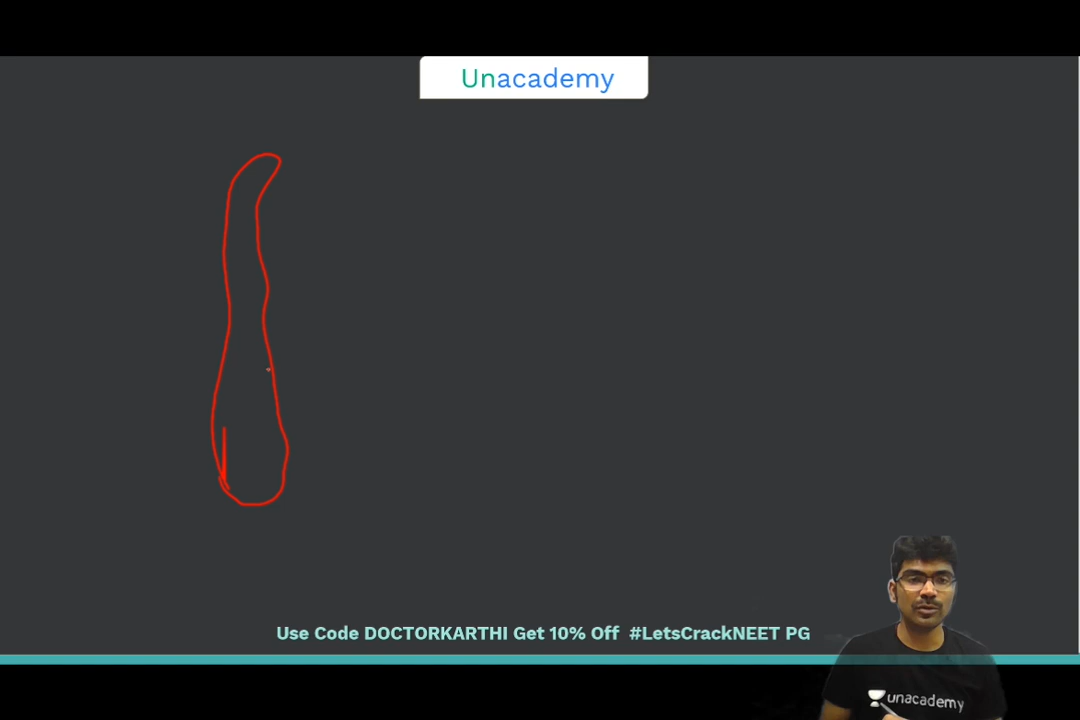 Unacademy
Use Code DOCTORKARTHI Get 10% Off #LetsCrackNEET PG
unacademy